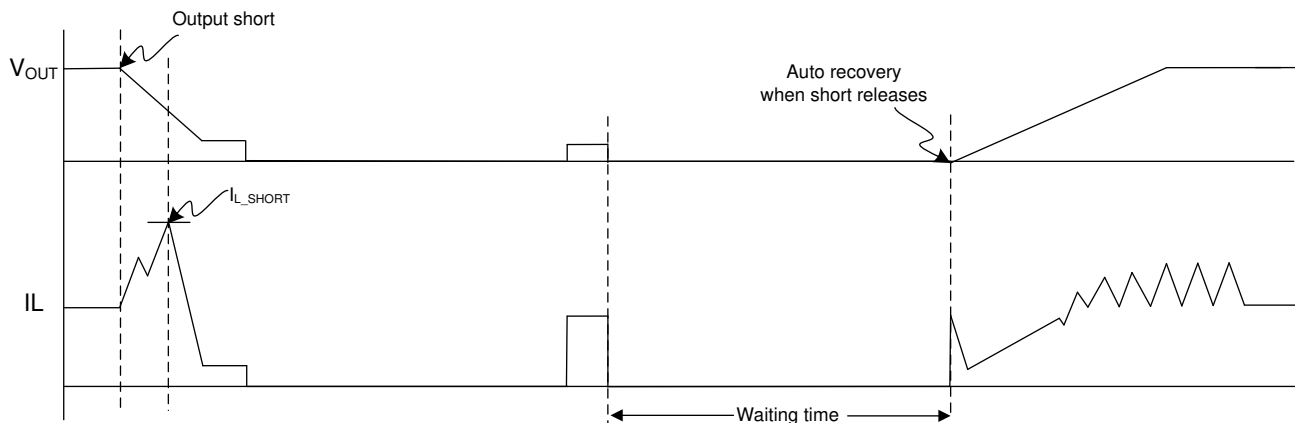 Output short
VOUT
Auto recovery
when short releases
IL_SHORT
IL
Waiting time